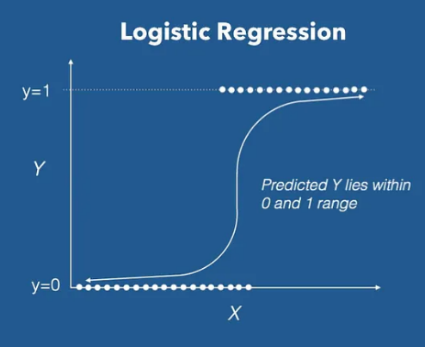 Logistic Regression
y=1
Y
Predicted Y lies within
0 and 1 range
y=0
X